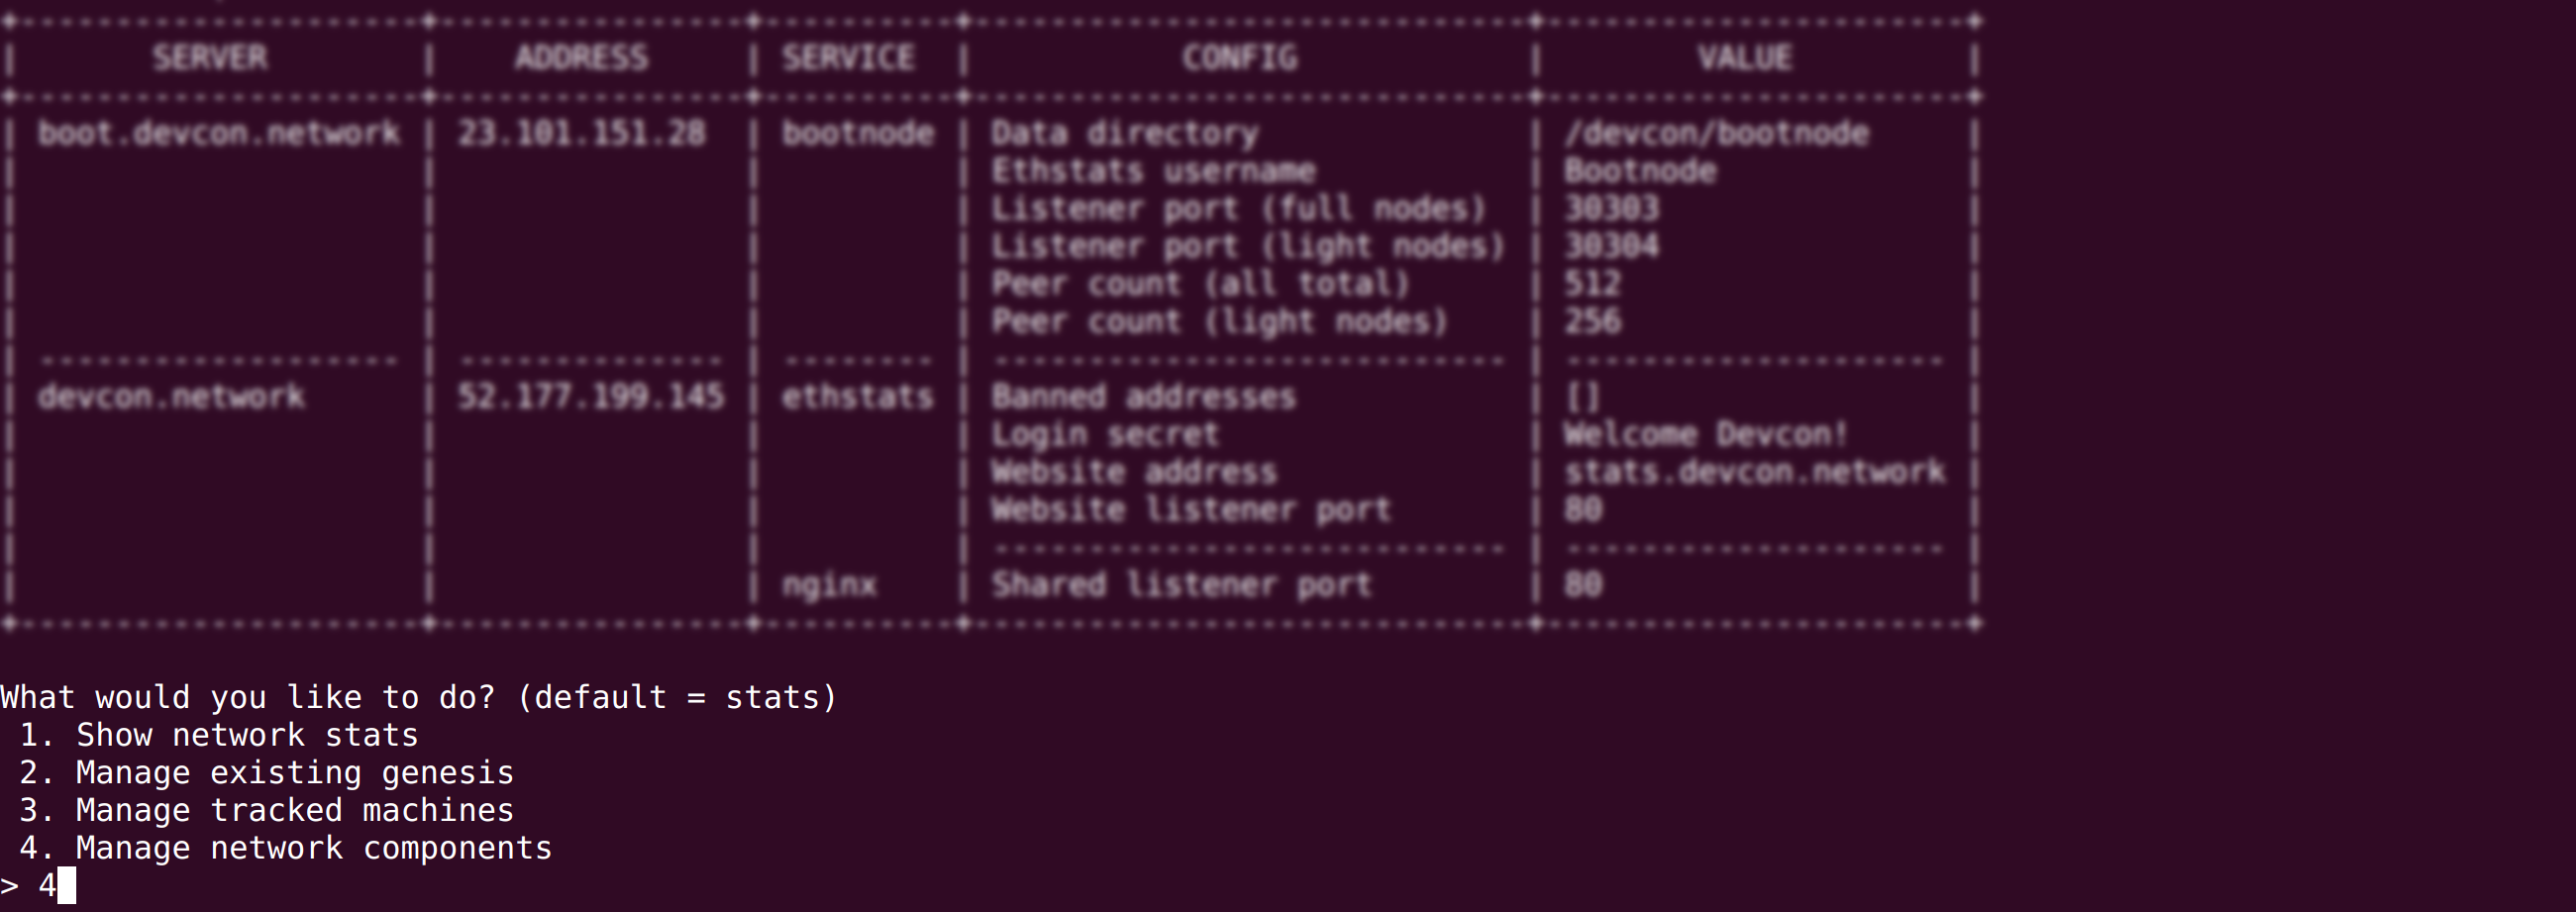 +---------------------+----------------+----------+-----------------------------+----------------------+
|       SERVER        |    ADDRESS     | SERVICE  |           CONFIG            |        VALUE         |
+---------------------+----------------+----------+-----------------------------+----------------------+
| boot.devcon.network | 23.101.151.28  | bootnode | Data directory              | /devcon/bootnode     |
|                     |                |          | Ethstats username           | Bootnode             |
|                     |                |          | Listener port (full nodes)  | 30303                |
|                     |                |          | Listener port (light nodes) | 30304                |
|                     |                |          | Peer count (all total)      | 512                  |
|                     |                |          | Peer count (light nodes)    | 256                  |
| ------------------- | -------------- | -------- | --------------------------- | -------------------- |
| devcon.network      | 52.177.199.145 | ethstats | Banned addresses            | []                   |
|                     |                |          | Login secret                | Welcome Devcon!      |
|                     |                |          | Website address             | stats.devcon.network |
|                     |                |          | Website listener port       | 80                   |
|                     |                |          | --------------------------- | -------------------- |
|                     |                | nginx    | Shared listener port        | 80                   |
+---------------------+----------------+----------+-----------------------------+----------------------+
What would you like to do? (default = stats)
 1. Show network stats
 2. Manage existing genesis
 3. Manage tracked machines
 4. Manage network components
> 4